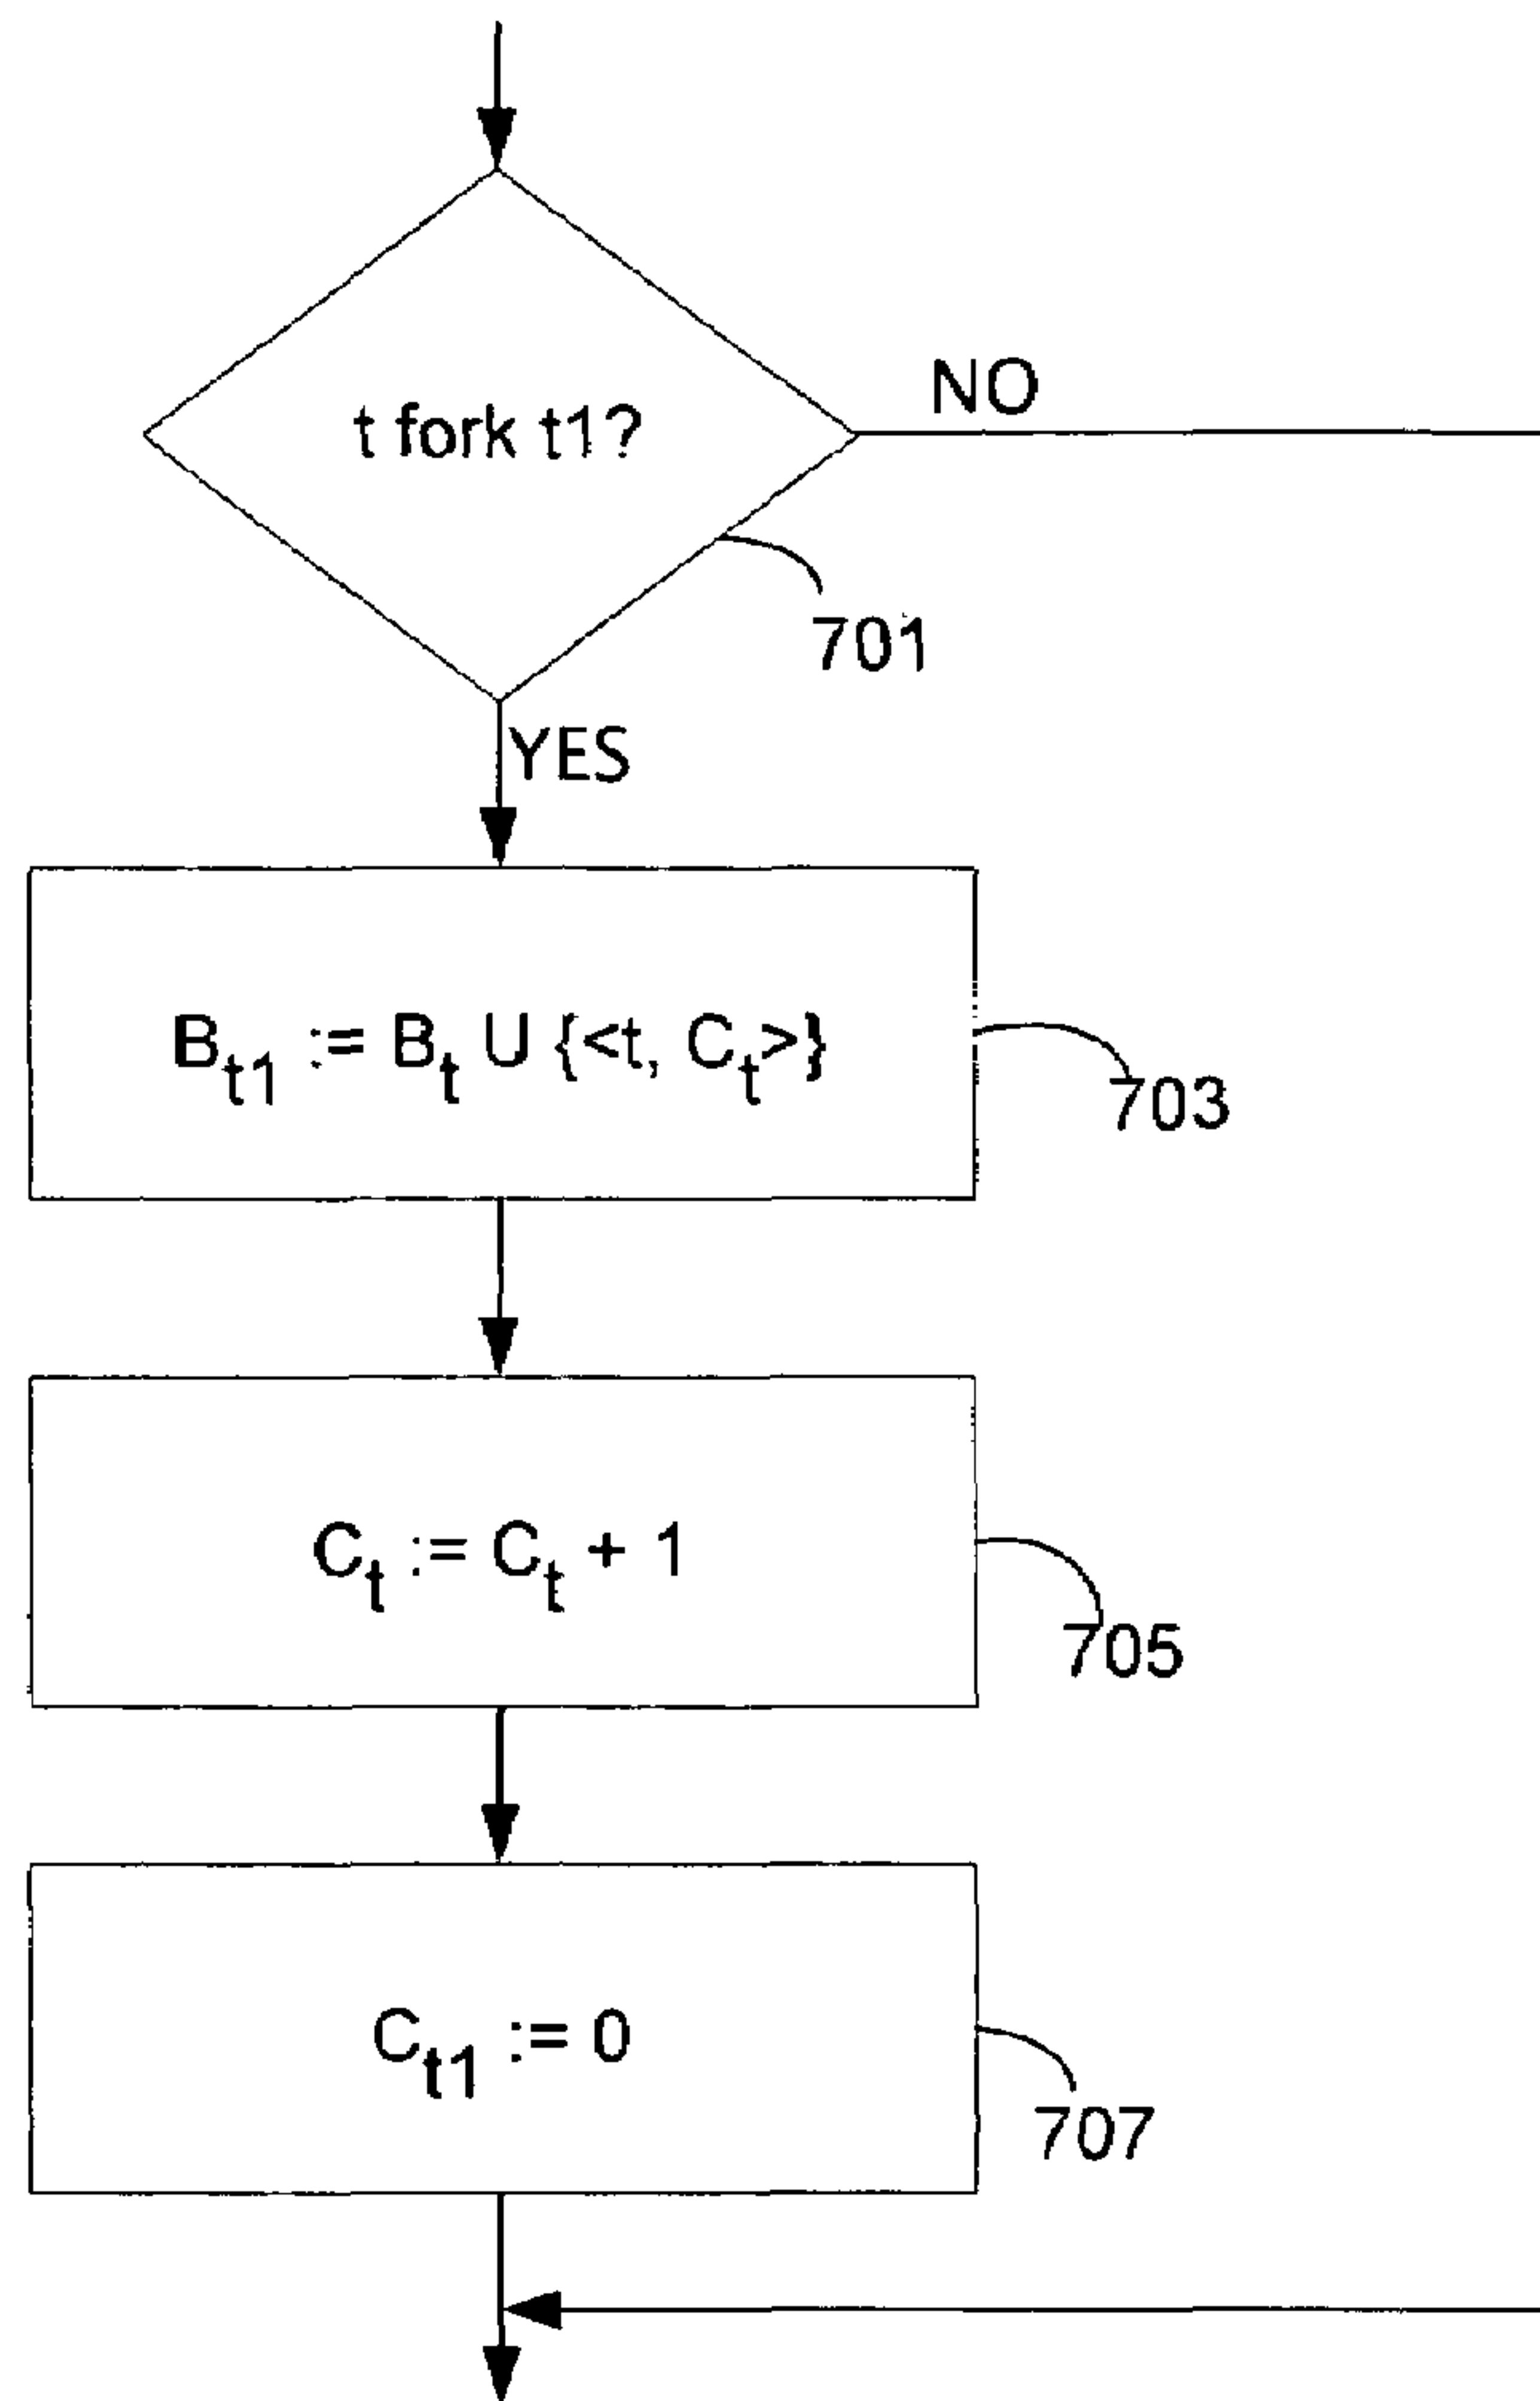 NO
t fork t1?
701
YES
B_t1 := B_t U {<t, C_t>}
703
C_t := C_t + 1
705
C_t1 := 0
707